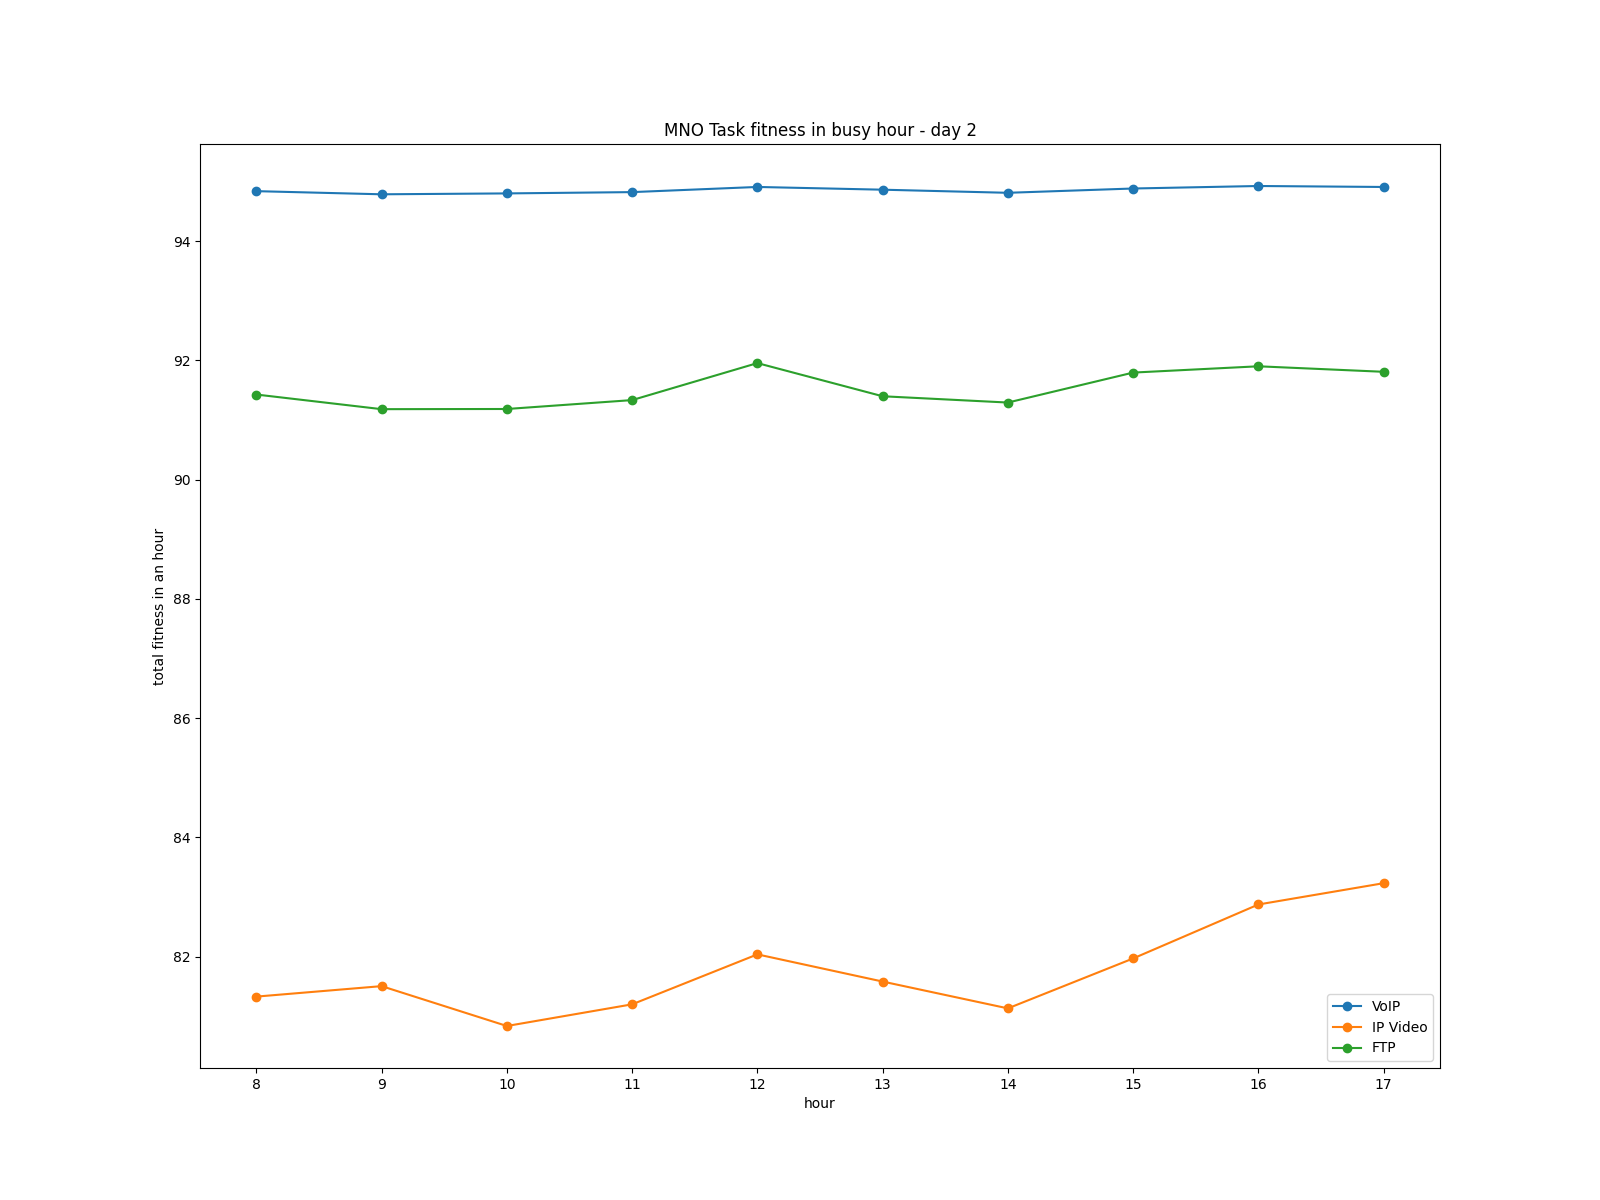 MNO Task fitness in busy hour - day 2
total fitness in an hour
94
92
90
88
86
84
82
8 9 10 11 12 13 14 15 16 17
hour
VoIP
IP Video
FTP